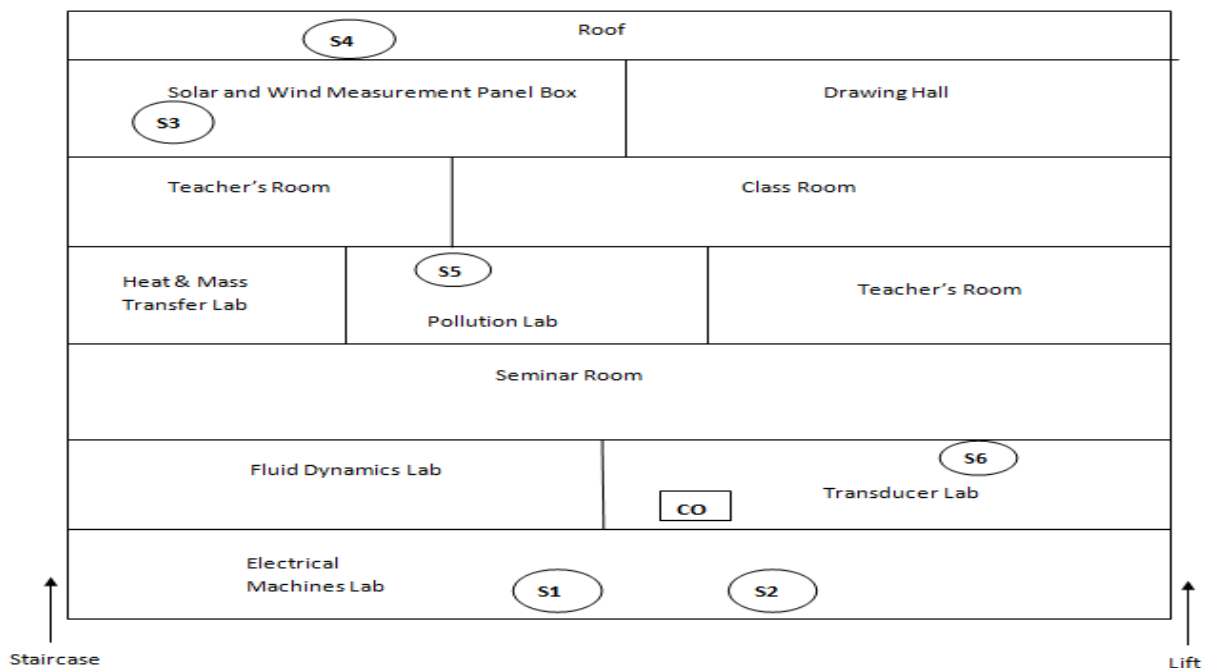 Roof
S4
Solar and Wind Measurement Panel Box
Drawing Hall
S3
Teacher's Room
Class Room
S5
Heat & Mass
Transfer Lab
Pollution Lab
Teacher's Room
Seminar Room
Fluid Dynamics Lab
S6
Transducer Lab
CO
Electrical
Machines Lab
S1
S2
Staircase
Lift